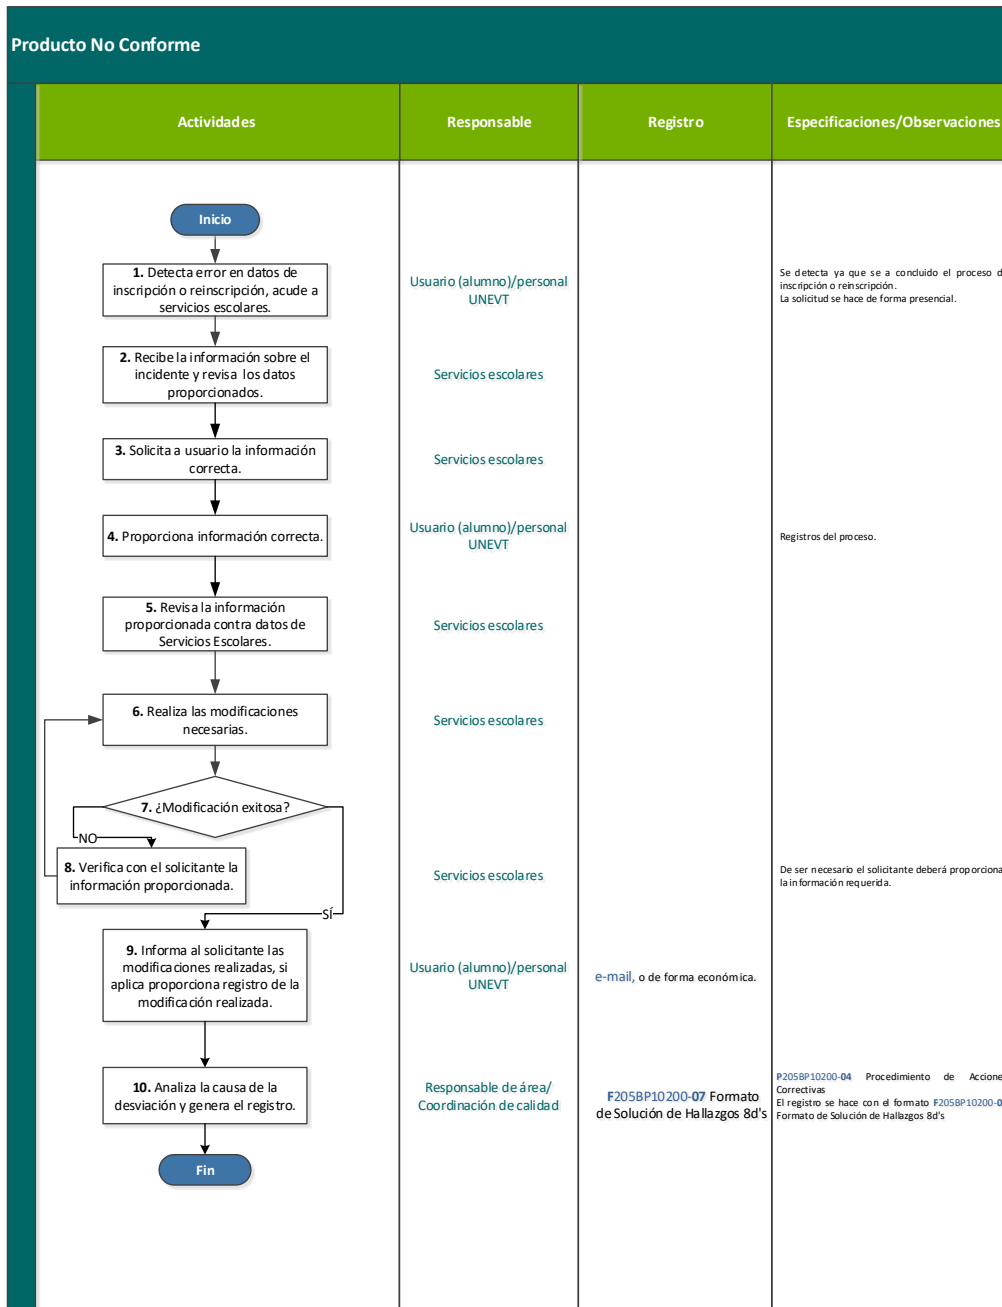 Producto No Conforme
Actividades
Responsable
Registro
Especificaciones/Observaciones
Inicio
1. Detecta error en datos de
inscripción o reinscripción, acude a
servicios escolares.
Usuario (alumno)/personal
UNEVT
Se detecta ya que se a concluido el proceso d
inscripción o reinscripción.
La solicitud se hace de forma presencial.
2. Recibe la información sobre el
incidente y revisa los datos
proporcionados.
Servicios escolares
3. Solicita a usuario la información
correcta.
Servicios escolares
4. Proporciona información correcta.
Usuario (alumno)/personal
UNEVT
Registros del proceso.
5. Revisa la información
proporcionada contra datos de
Servicios Escolares.
Servicios escolares
6. Realiza las modificaciones
necesarias.
Servicios escolares
7. ¿Modificación exitosa?
NO
8. Verifica con el solicitante la
información proporcionada.
Servicios escolares
De ser necesario el solicitante deberá proporciona
la información requerida.
SÍ
9. Informa al solicitante las
modificaciones realizadas, si
aplica proporciona registro de la
modificación realizada.
Usuario (alumno)/personal
UNEVT
e-mail, o de forma económica.
10. Analiza la causa de la
desviación y genera el registro.
Responsable de área/
Coordinación de calidad
F205BP10200-07 Formato
de Solución de Hallazgos 8d's
P205BP10200-04 Procedimiento de Accione
Correctivas
El registro se hace con el formato F205BP10200-0
Formato de Solución de Hallazgos 8d's
Fin